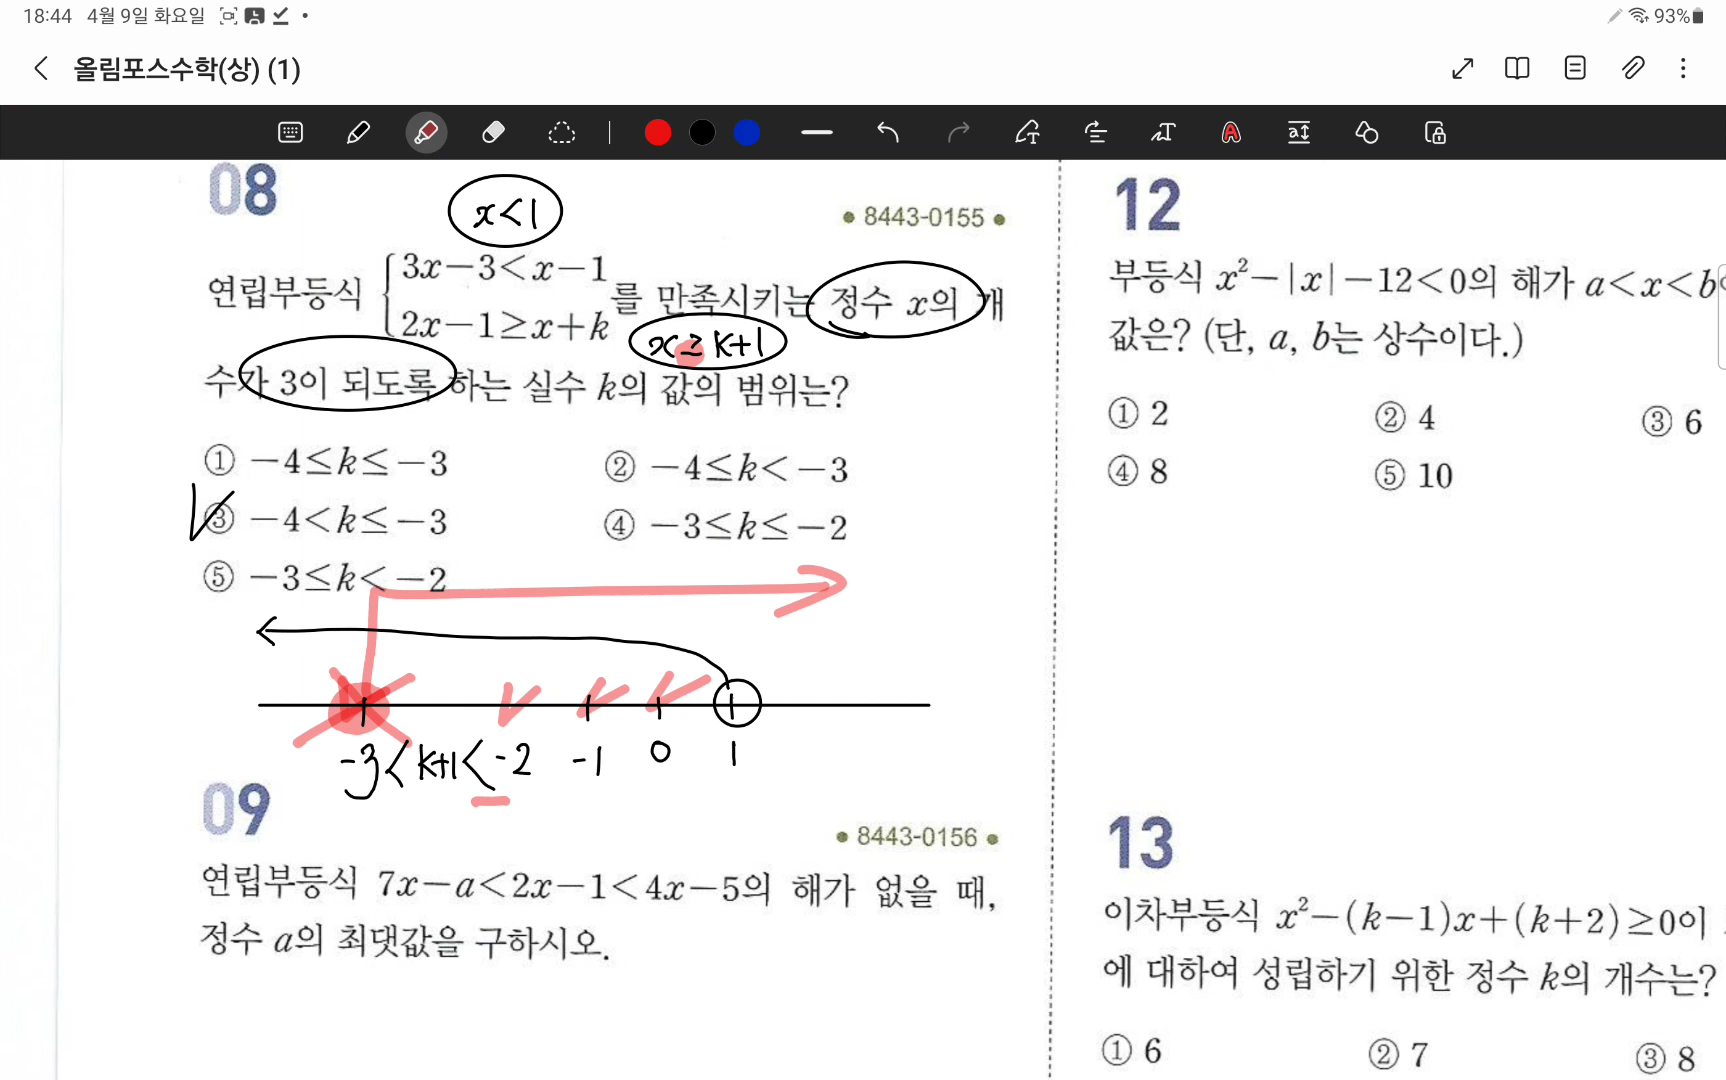 18:44 4월 9일 화요일
93%
올림포스수학(상) (1)
08
x<1
8443-0155
연립부등식 { 3x-3<x-1
2x-1≥x+k 를 만족시키는 정수 x의 개
x≥k+1
수가 3이 되도록 하는 실수 k의 값의 범위는?
① -4≤k≤-3 ② -4≤k<-3
③ -4<k≤-3 ④ -3≤k≤-2
⑤ -3≤k<-2
-3<k+1<-2 -1 0 1
09
8443-0156
연립부등식 7x-a<2x-1<4x-5의 해가 없을 때,
정수 a의 최댓값을 구하시오.
12
부등식 x²-|x|-12<0의 해가 a<x<b
값은? (단, a, b는 상수이다.)
① 2 ② 4 ③ 6
④ 8 ⑤ 10
13
이차부등식 x²-(k-1)x+(k+2)≥0이
에 대하여 성립하기 위한 정수 k의 개수는?
① 6 ② 7 ③ 8